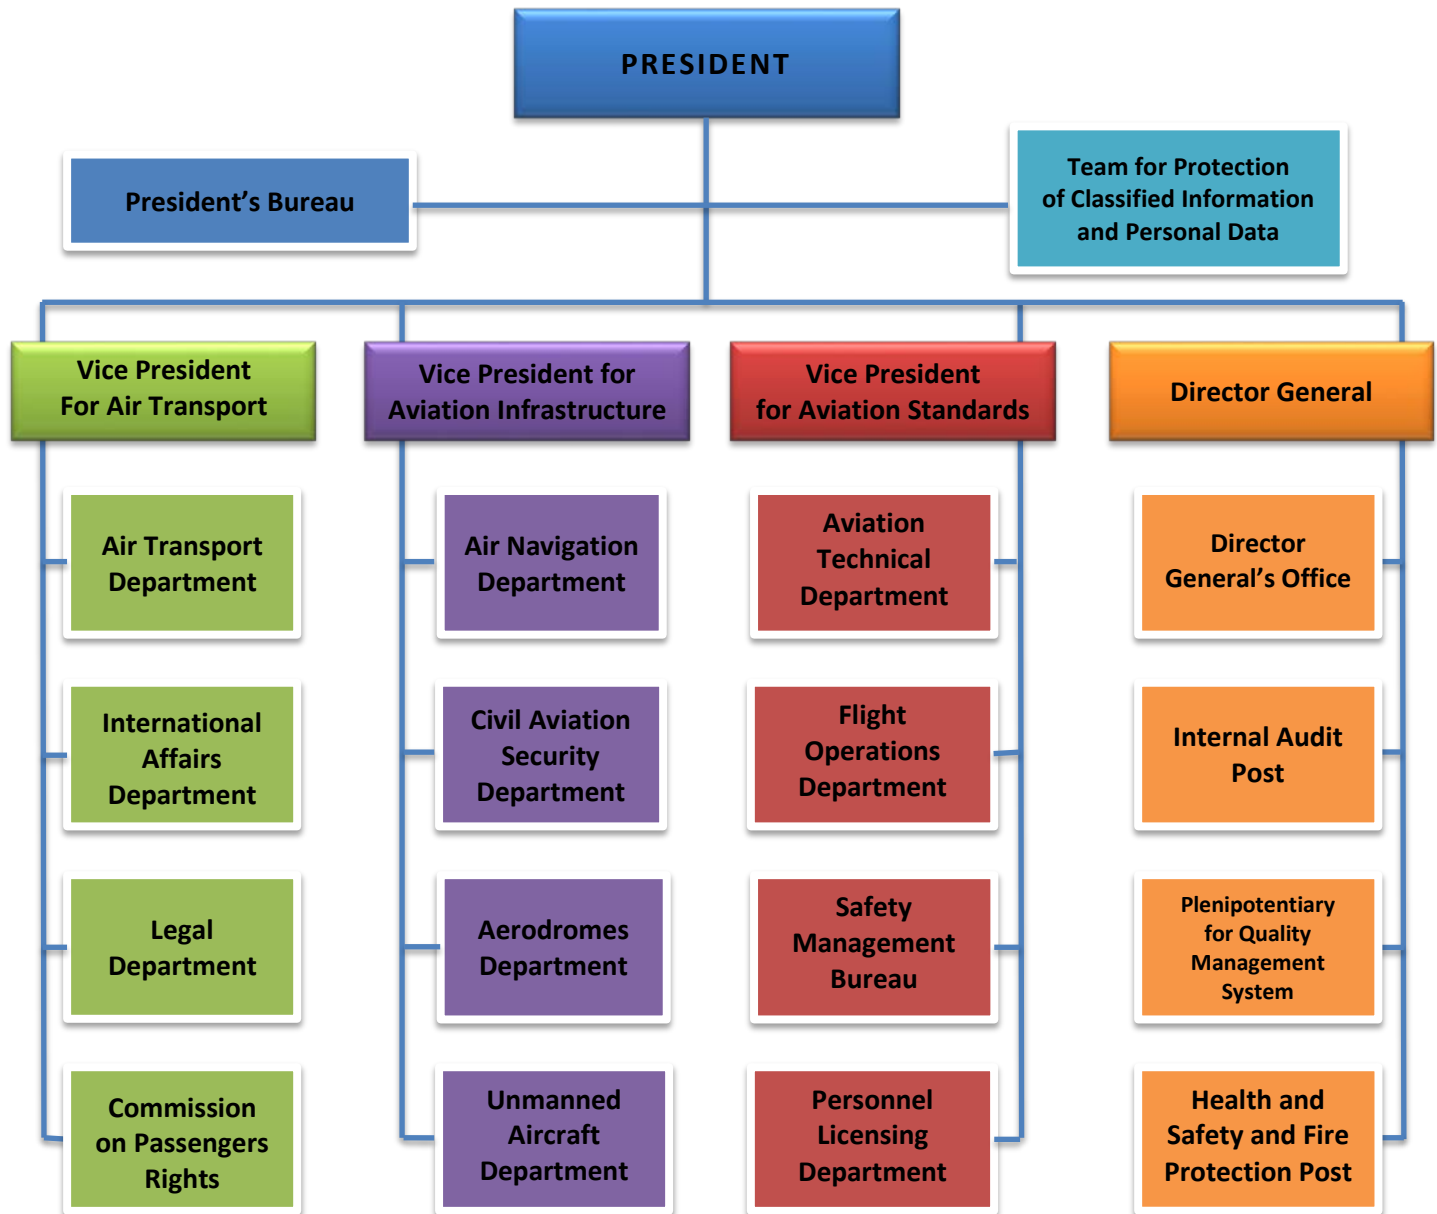 PRESIDENT
President’s Bureau
Team for Protection
of Classified Information
and Personal Data
Vice President
For Air Transport
Vice President for
Aviation Infrastructure
Vice President
for Aviation Standards
Director General
Air Transport
Department
Air Navigation
Department
Aviation
Technical
Department
Director
General’s Office
International
Affairs
Department
Civil Aviation
Security
Department
Flight
Operations
Department
Internal Audit
Post
Legal
Department
Aerodromes
Department
Safety
Management
Bureau
Plenipotentiary
for Quality
Management
System
Commission
on Passengers
Rights
Unmanned
Aircraft
Department
Personnel
Licensing
Department
Health and
Safety and Fire
Protection Post